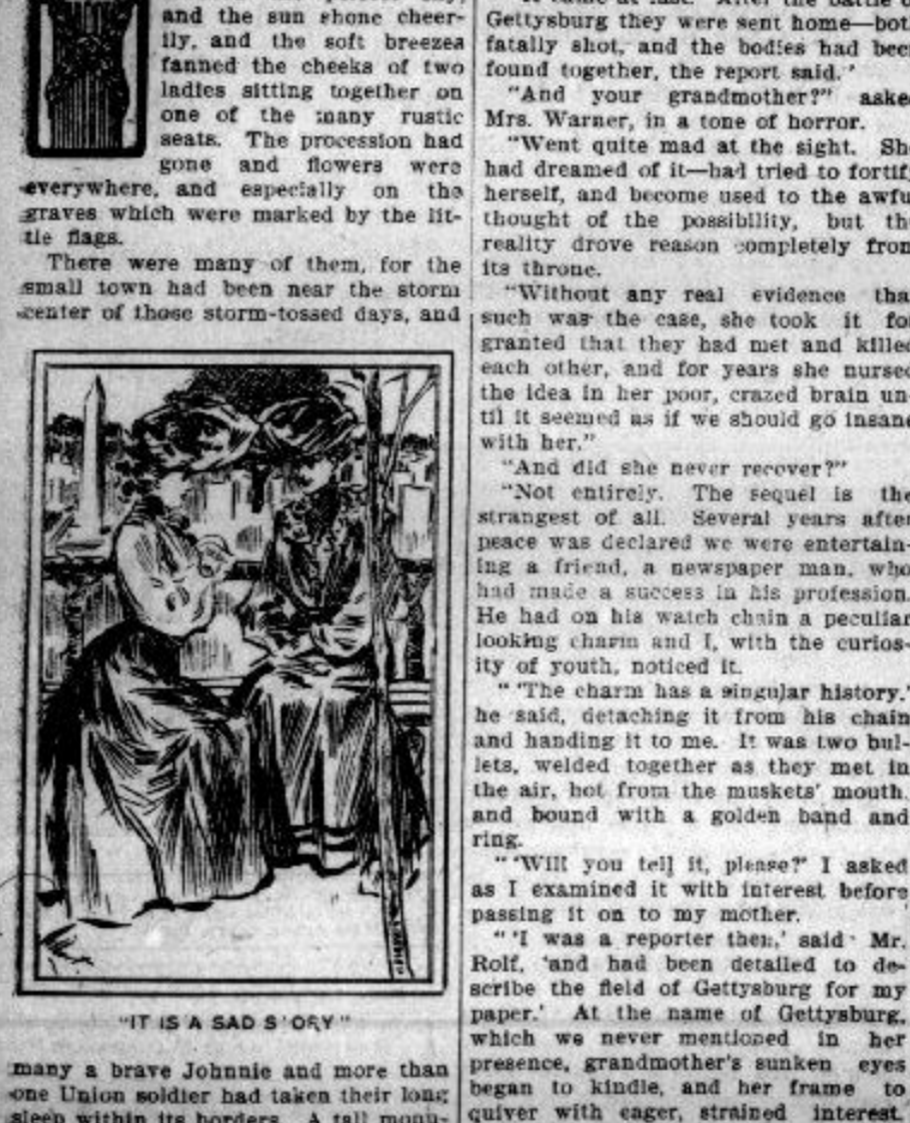 and the sun shone cheer-
ily, and the soft breezes
fanned the cheeks of two
ladies sitting together on
one of the many rustic
seats. The procession had
gone and flowers were
everywhere, and especially on the
graves which were marked by the lit-
tle flags.
There were many of them, for the
small town had been near the storm
center of those storm-tossed days, and
"IT IS A SAD S'ORY"
many a brave Johnnie and more than
one Union soldier had taken their long
sleep within its borders. A tall monu-
Gettysburg they were sent home—bot
fatally shot, and the bodies had bee
found together, the report said.'
"And your grandmother?" aske
Mrs. Warner, in a tone of horror.
"Went quite mad at the sight. Sh
had dreamed of it—had tried to fortif
herself, and become used to the awfu
thought of the possibility, but th
reality drove reason completely from
its throne.
"Without any real evidence tha
such was the case, she took it fo
granted that they had met and killed
each other, and for years she nursed
the idea in her poor, crazed brain un-
til it seemed as if we should go insane
with her."
"And did she never recover?"
"Not entirely. The sequel is the
strangest of all. Several years after
peace was declared we were entertain-
ing a friend, a newspaper man, who
had made a success in his profession.
He had on his watch chain a peculiar
looking charm and I, with the curios-
ity of youth, noticed it.
" 'The charm has a singular history,'
he said, detaching it from his chain
and handing it to me. It was two bul-
lets, welded together as they met in
the air, hot from the muskets' mouth,
and bound with a golden band and
ring.
" 'Will you tell it, please?' I asked
as I examined it with interest before
passing it on to my mother.
" 'I was a reporter then,' said Mr.
Rolf, 'and had been detailed to de-
scribe the field of Gettysburg for my
paper.' At the name of Gettysburg,
which we never mentioned in her
presence, grandmother's sunken eyes
began to kindle, and her frame to
quiver with eager, strained interest.